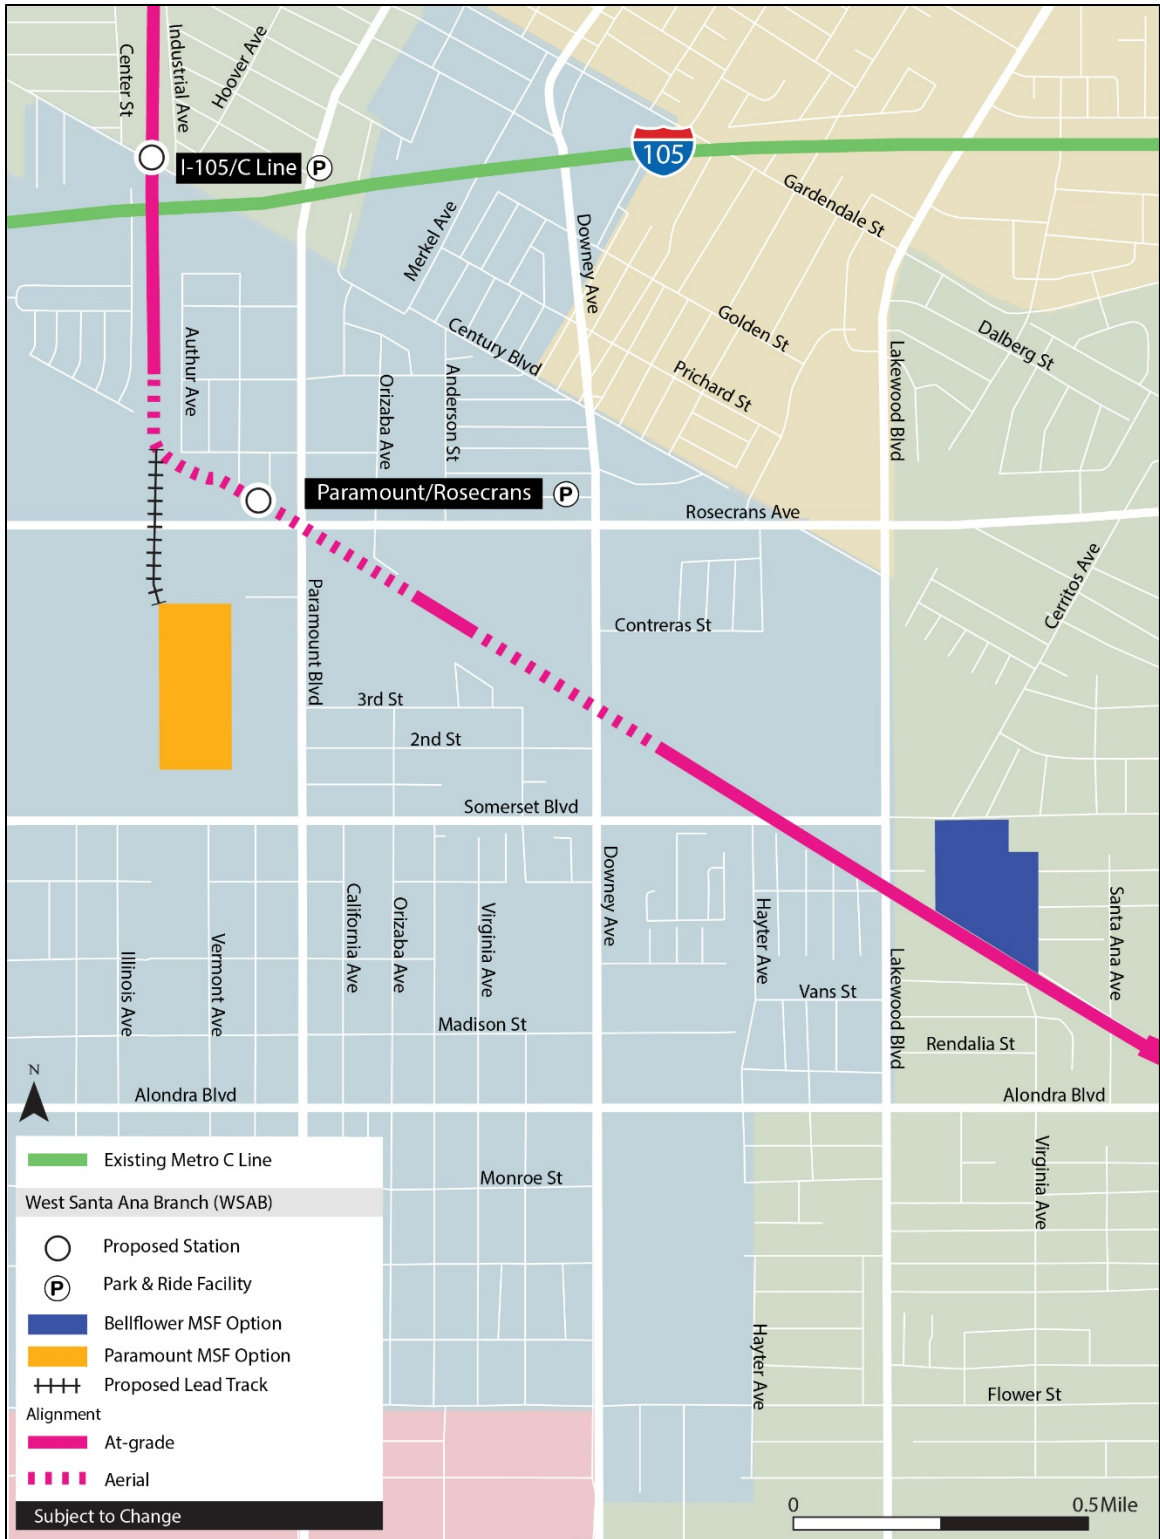 Center St
Industrial Ave
Hoover Ave
I-105/C Line P
105
Gardendale St
Merkel Ave
Downey Ave
Golden St
Dalberg St
Century Blvd
Prichard St
Lakewood Blvd
Authur Ave
Orizaba Ave
Anderson St
Paramount/Rosecrans P
Rosecrans Ave
Cerritos Ave
Paramount Blvd
Contreras St
3rd St
2nd St
Somerset Blvd
Downey Ave
California Ave
Orizaba Ave
Virginia Ave
Hayter Ave
Santa Ana Ave
Illinois Ave
Vermont Ave
Lakewood Blvd
Vans St
Madison St
Rendalia St
N
Alondra Blvd
Alondra Blvd
Virginia Ave
Monroe St
Hayter Ave
Flower St
Existing Metro C Line
West Santa Ana Branch (WSAB)
Proposed Station
P Park & Ride Facility
Bellflower MSF Option
Paramount MSF Option
Proposed Lead Track
Alignment
At-grade
Aerial
Subject to Change
0 0.5Mile